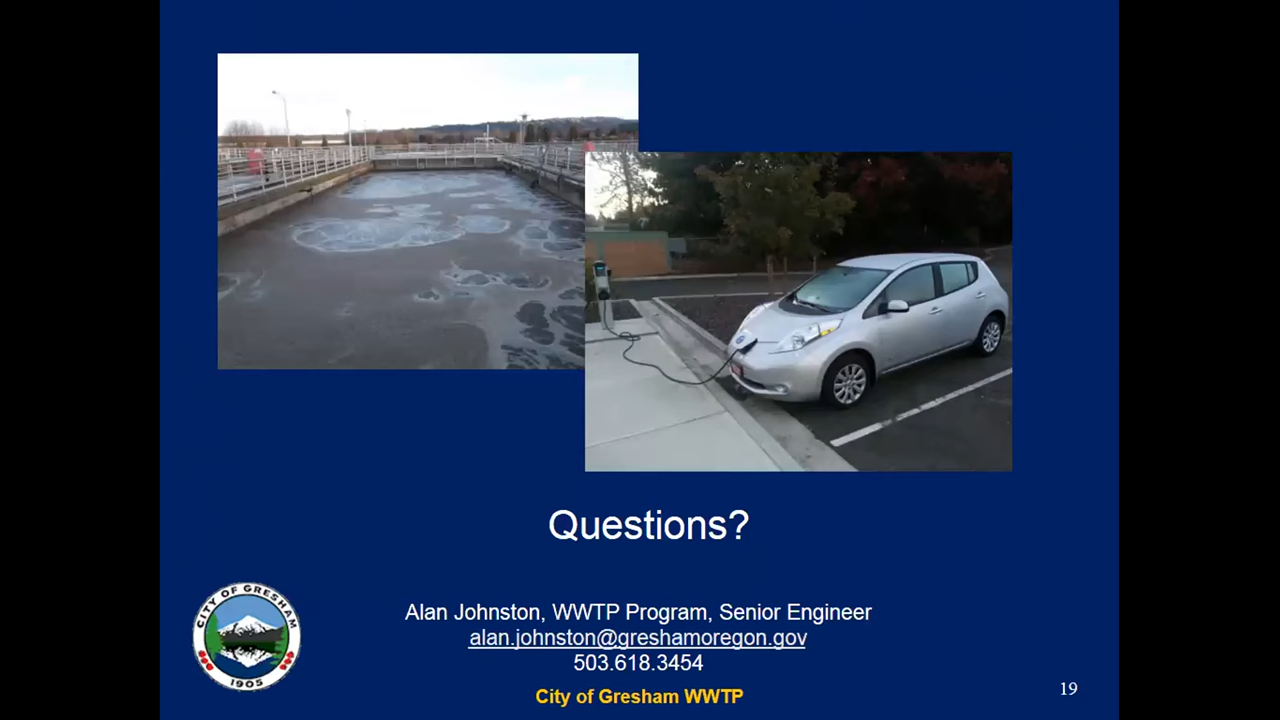 Questions?
CITY OF GRESHAM
1905
Alan Johnston, WWTP Program, Senior Engineer
alan.johnston@greshamoregon.gov
503.618.3454
City of Gresham WWTP
19